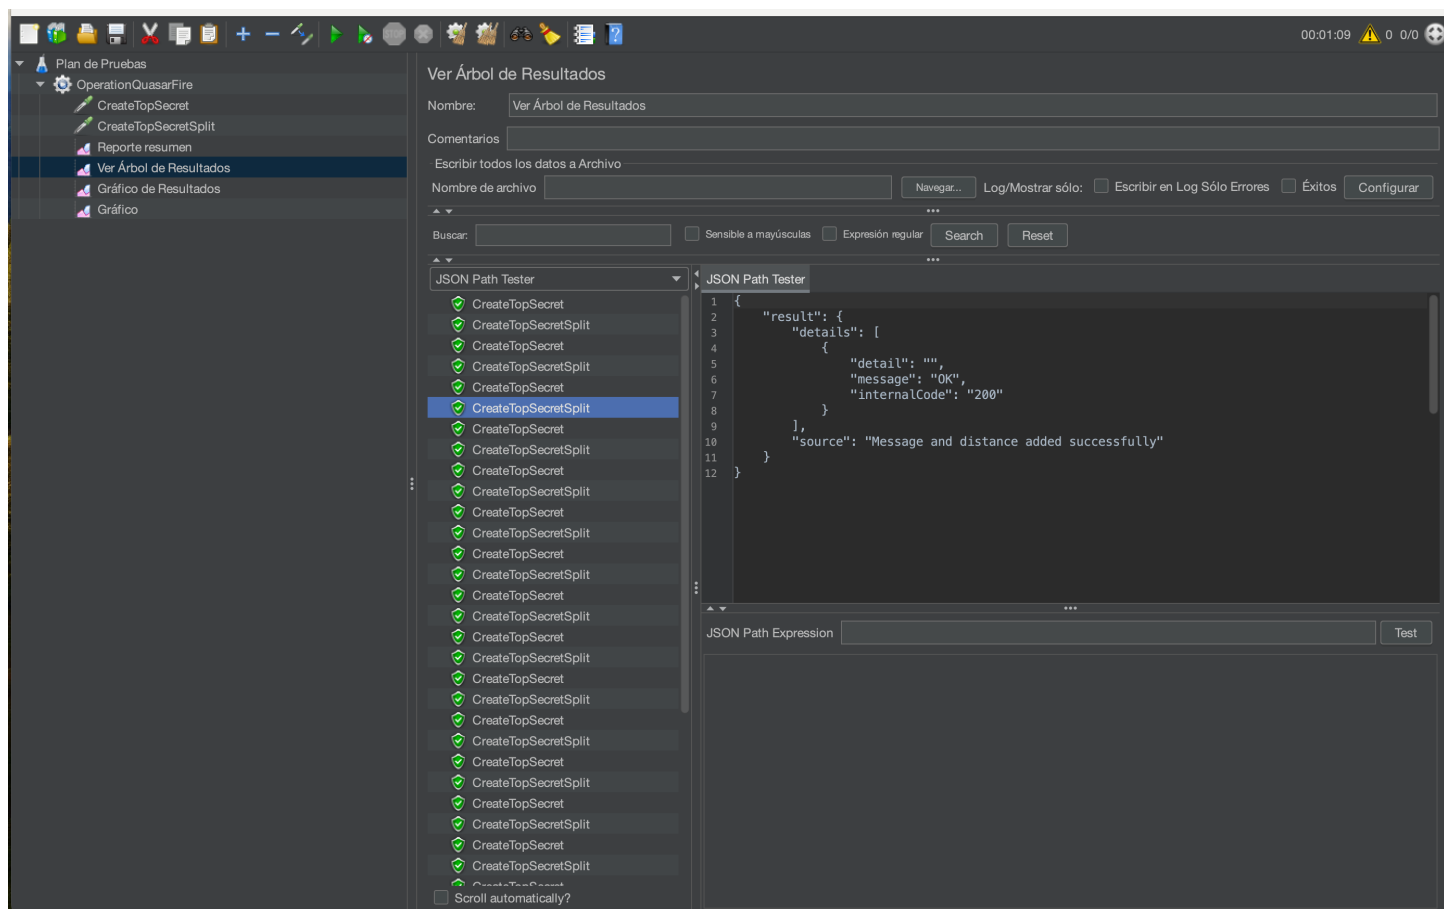 STOP
00:01:09
0 0/0
Plan de Pruebas
OperationQuasarFire
CreateTopSecret
CreateTopSecretSplit
Reporte resumen
Ver Árbol de Resultados
Gráfico de Resultados
Gráfico
Ver Árbol de Resultados
Nombre: Ver Árbol de Resultados
Comentarios
Escribir todos los datos a Archivo
Nombre de archivo Navegar... Log/Mostrar sólo: Escribir en Log Sólo Errores Éxitos Configurar
Buscar: Sensible a mayúsculas Expresión regular Search Reset
JSON Path Tester
CreateTopSecret
CreateTopSecretSplit
CreateTopSecret
CreateTopSecretSplit
CreateTopSecret
CreateTopSecretSplit
CreateTopSecret
CreateTopSecretSplit
CreateTopSecret
CreateTopSecretSplit
CreateTopSecret
CreateTopSecretSplit
CreateTopSecret
CreateTopSecretSplit
CreateTopSecret
CreateTopSecretSplit
CreateTopSecret
CreateTopSecretSplit
CreateTopSecret
CreateTopSecretSplit
CreateTopSecret
CreateTopSecretSplit
CreateTopSecret
CreateTopSecretSplit
CreateTopSecret
CreateTopSecretSplit
CreateTopSecret
CreateTopSecretSplit
CreateTopSecret
Scroll automatically?
JSON Path Tester
1 {
2 "result": {
3 "details": [
4 {
5 "detail": "",
6 "message": "OK",
7 "internalCode": "200"
8 }
9 ],
10 "source": "Message and distance added successfully"
11 }
12 }
JSON Path Expression Test